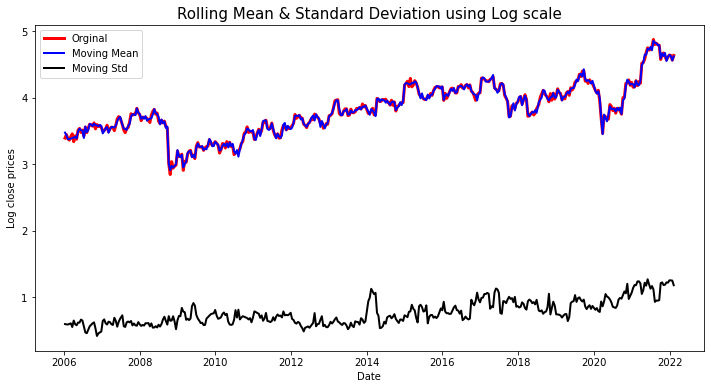 Rolling Mean & Standard Deviation using Log scale
Orginal
Moving Mean
Moving Std
5
4
3
2
1
Log close prices
2006 2008 2010 2012 2014 2016 2018 2020 2022
Date